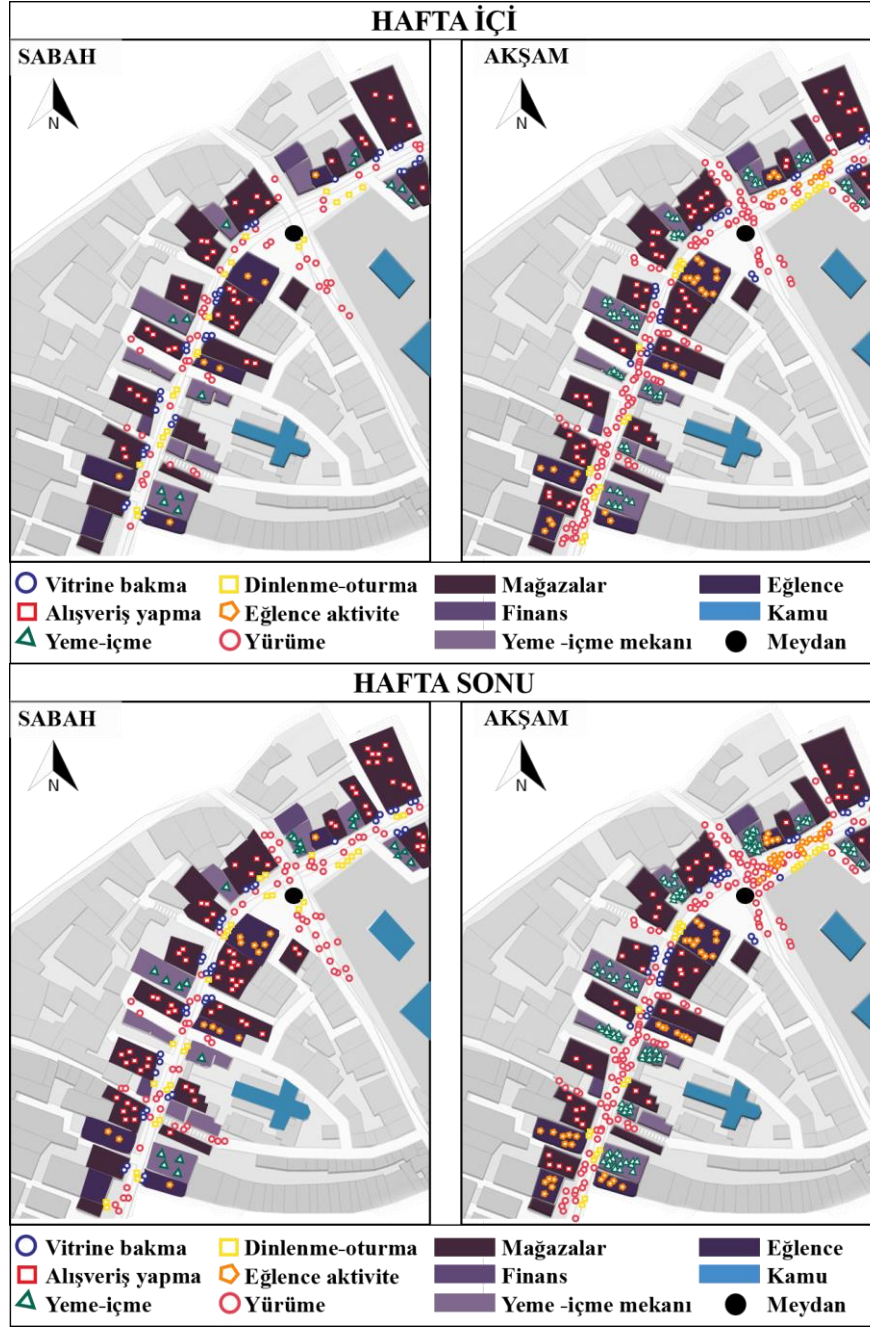 HAFTA İÇİ
SABAH
AKŞAM
N
N
Vitrine bakma Dinlenme-oturma Mağazalar Eğlence
Alışveriş yapma Eğlence aktivite Finans Kamu
Yeme-içme Yürüme Yeme -içme mekanı Meydan
HAFTA SONU
SABAH
AKŞAM
N
N
Vitrine bakma Dinlenme-oturma Mağazalar Eğlence
Alışveriş yapma Eğlence aktivite Finans Kamu
Yeme-içme Yürüme Yeme -içme mekanı Meydan